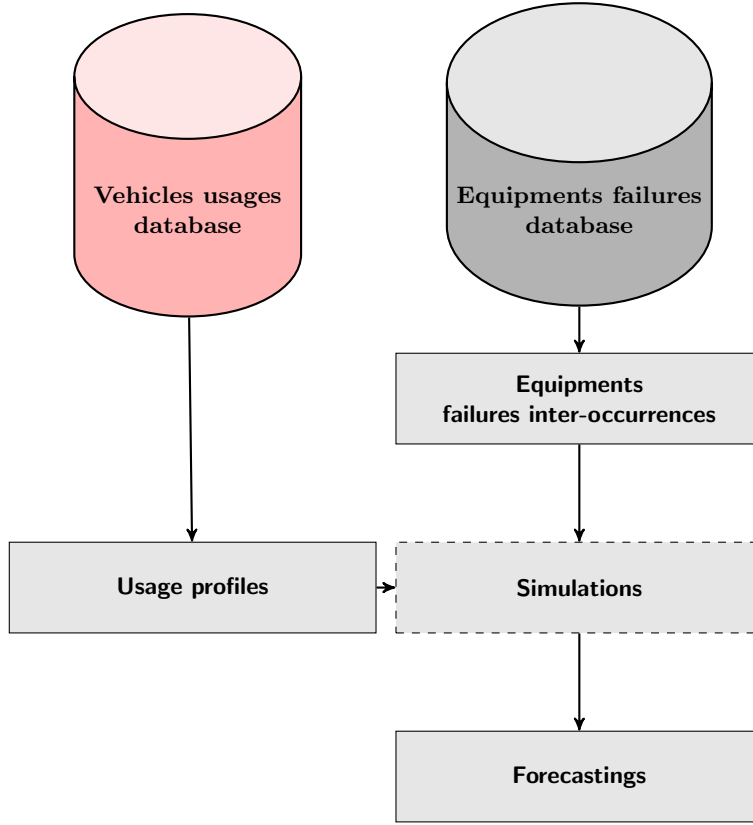 Vehicles usages
database
Equipments failures
database
Equipments
failures inter-occurrences
Usage profiles
Simulations
Forecastings